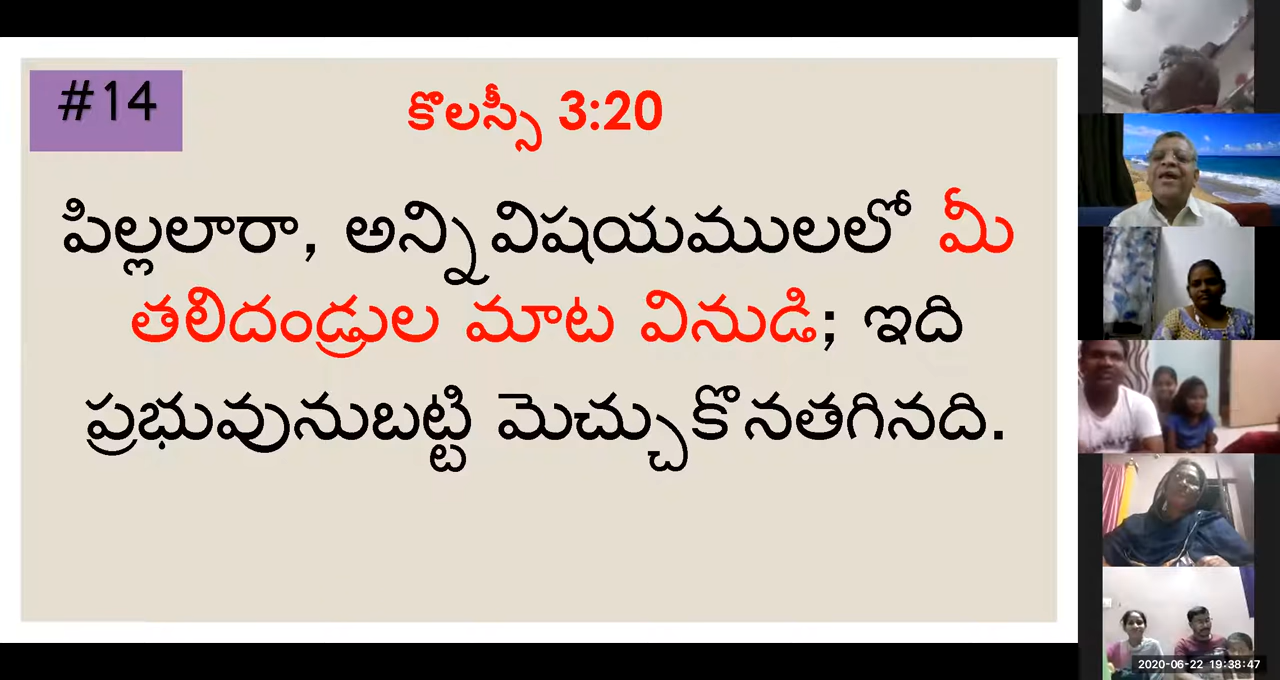 #14
కొలస్సీ 3:20
పిల్లలారా, అన్ని విషయములలో మీ
తలిదండ్రుల మాట వినుడి; ఇది
ప్రభువునుబట్టి మెచ్చుకొనతగినది.
2020-06-22 19:38:47